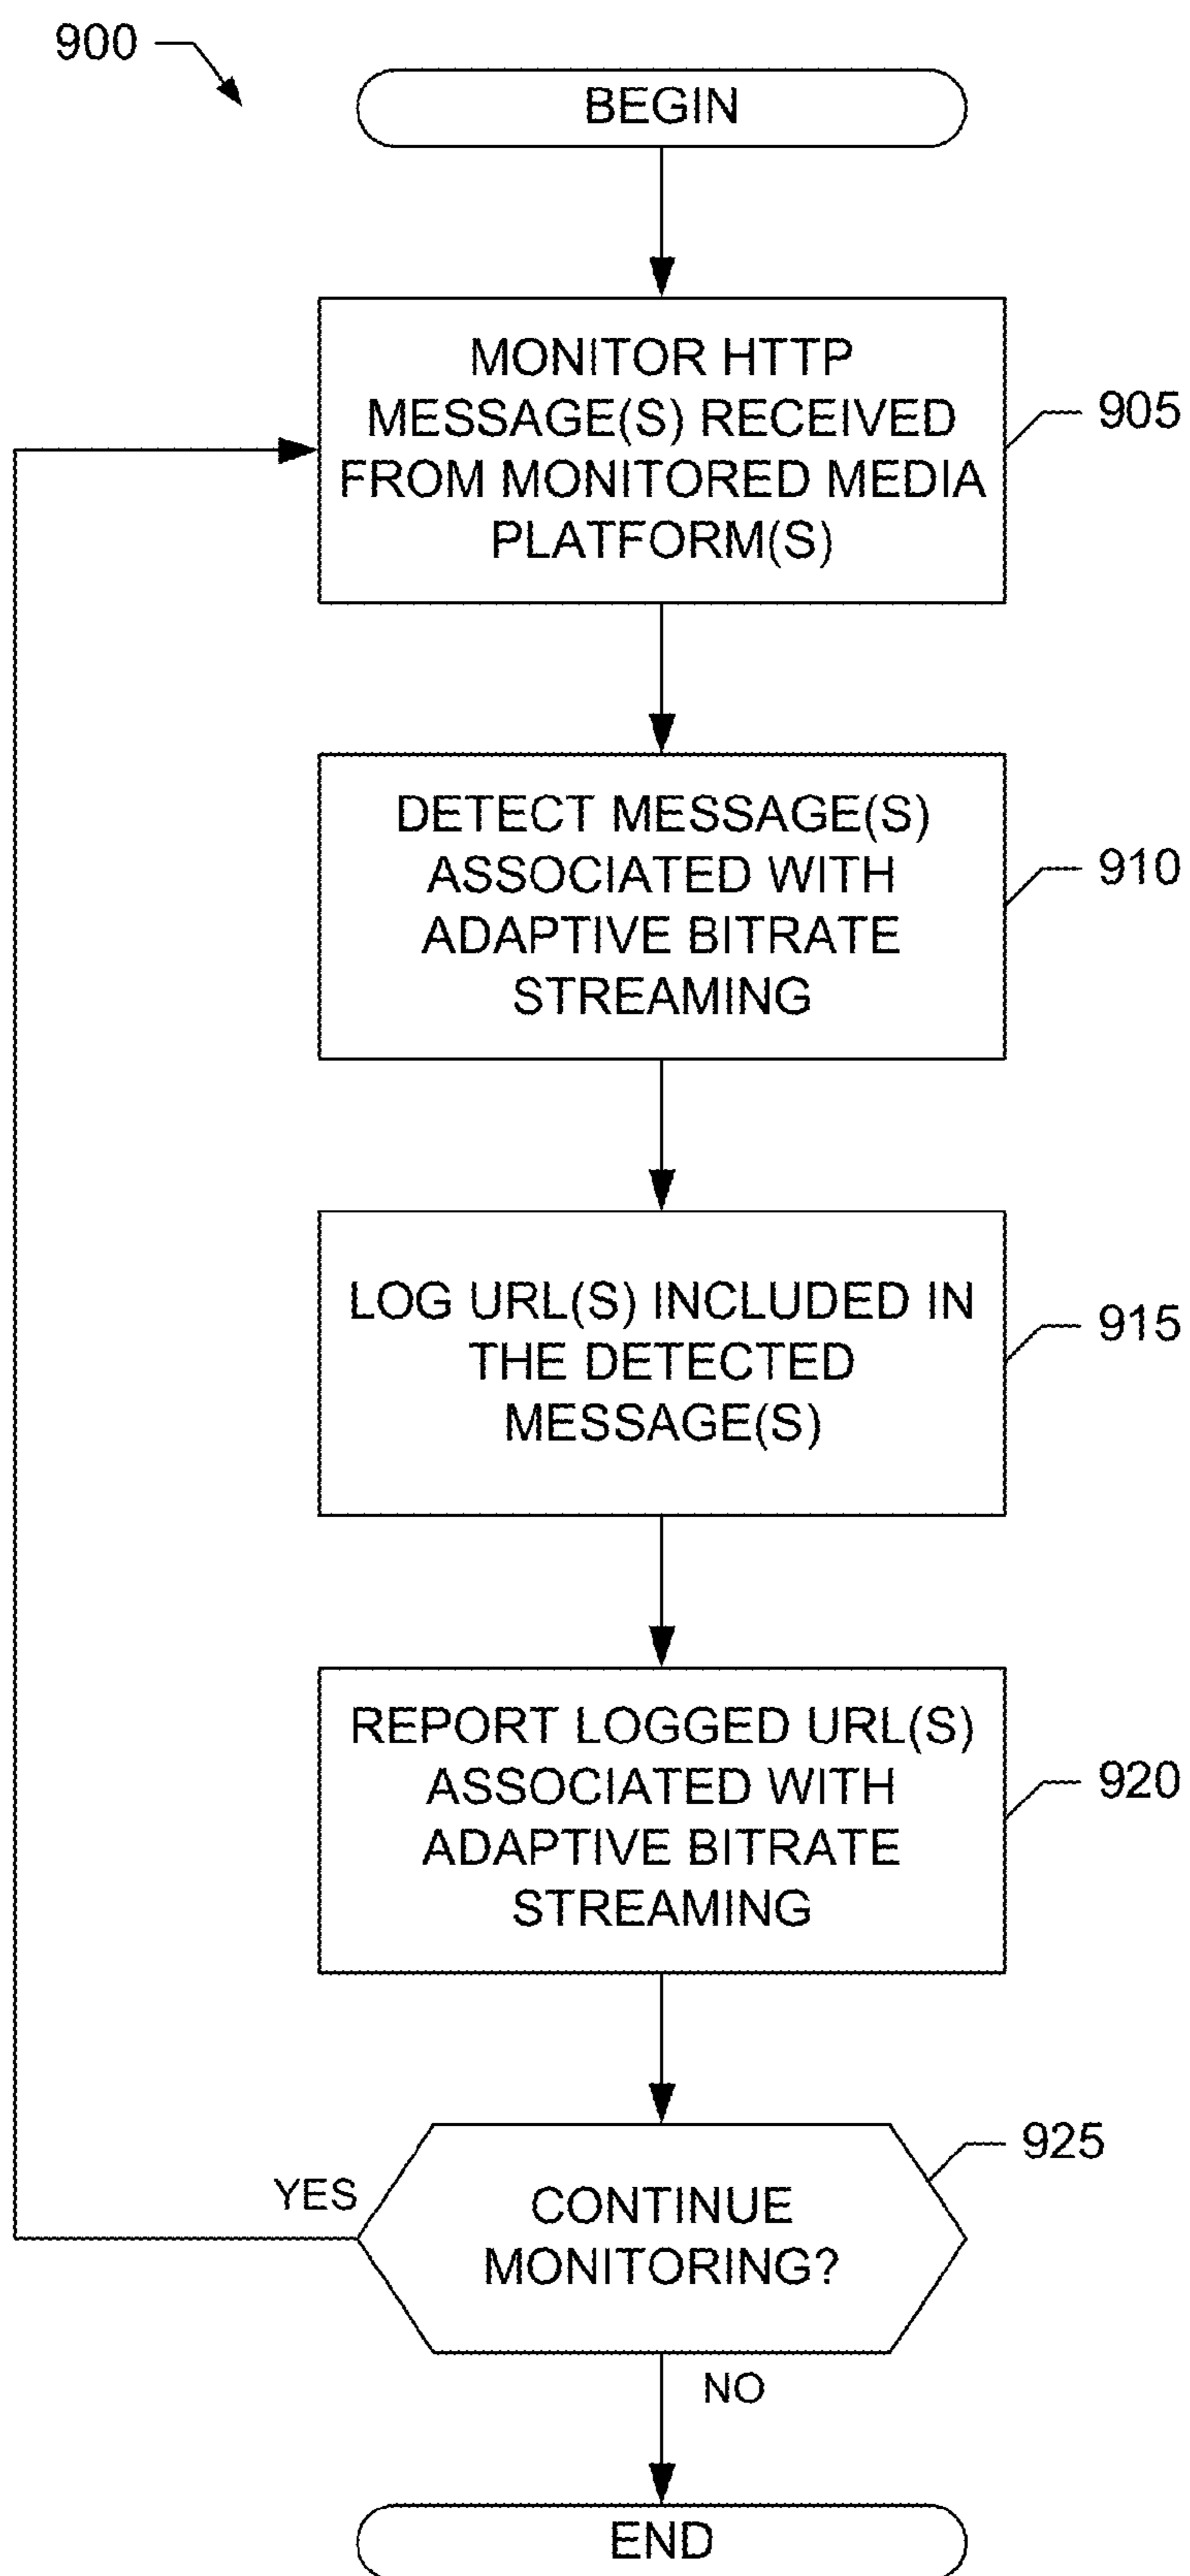 900
BEGIN
MONITOR HTTP
MESSAGE(S) RECEIVED
FROM MONITORED MEDIA
PLATFORM(S)
905
DETECT MESSAGE(S)
ASSOCIATED WITH
ADAPTIVE BITRATE
STREAMING
910
LOG URL(S) INCLUDED IN
THE DETECTED
MESSAGE(S)
915
REPORT LOGGED URL(S)
ASSOCIATED WITH
ADAPTIVE BITRATE
STREAMING
920
925
YES
CONTINUE
MONITORING?
NO
END